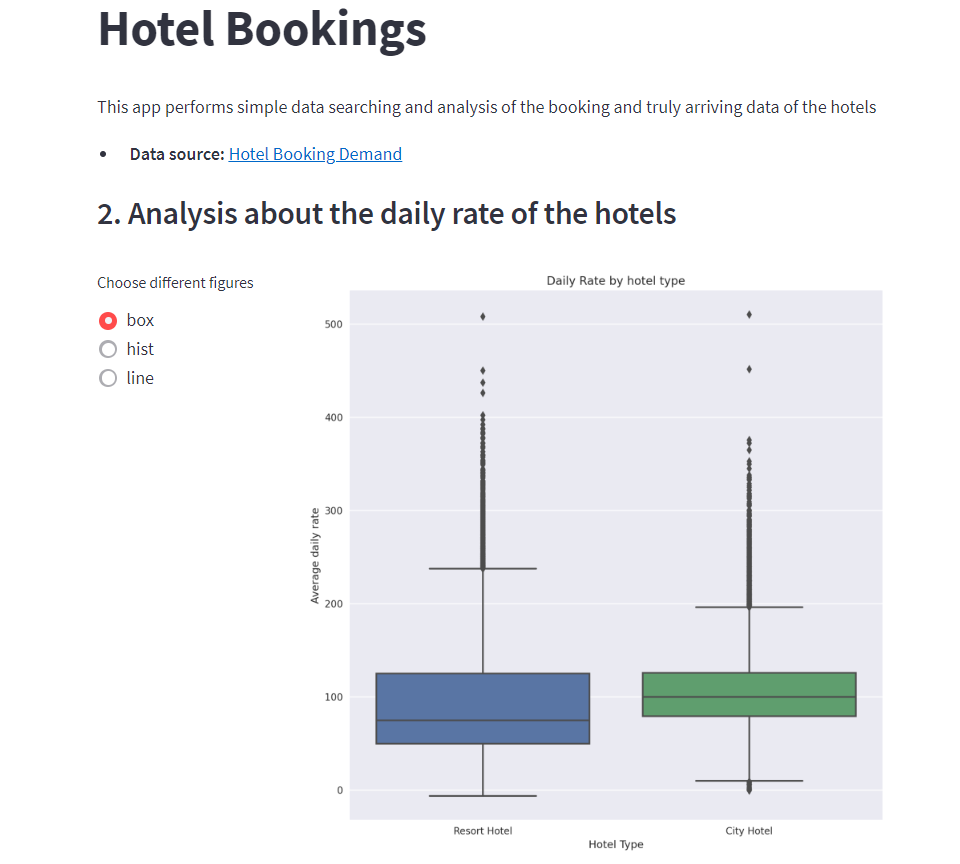 Hotel Bookings
This app performs simple data searching and analysis of the booking and truly arriving data of the hotels
• Data source: Hotel Booking Demand
2. Analysis about the daily rate of the hotels
Choose different figures
box
hist
line
Daily Rate by hotel type
500
400
300
200
100
0
Average daily rate
Resort Hotel
City Hotel
Hotel Type